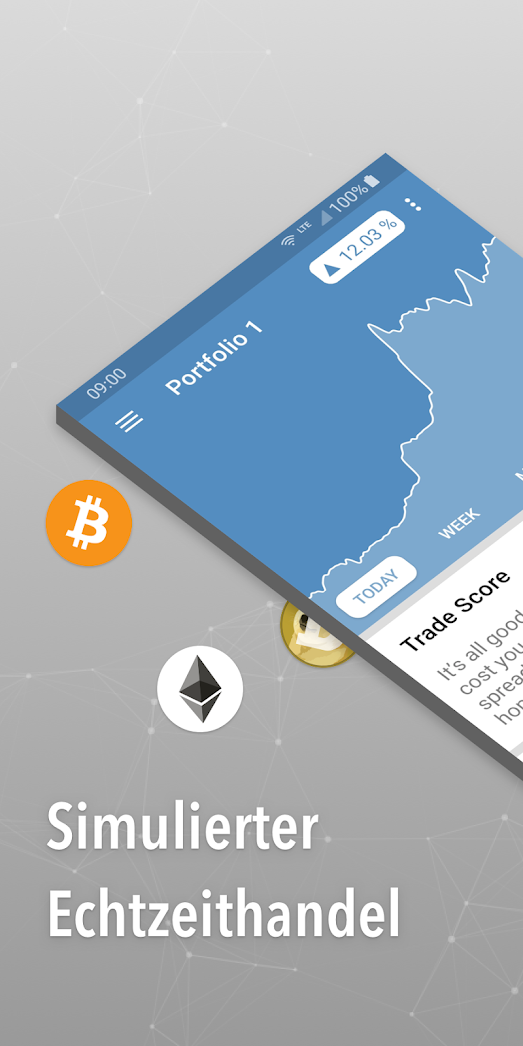 09:00
LTE
100%
Portfolio 1
12.03 %
TODAY
WEEK
Trade Score
It's all good
cost you
Simulierter
Echtzeithandel